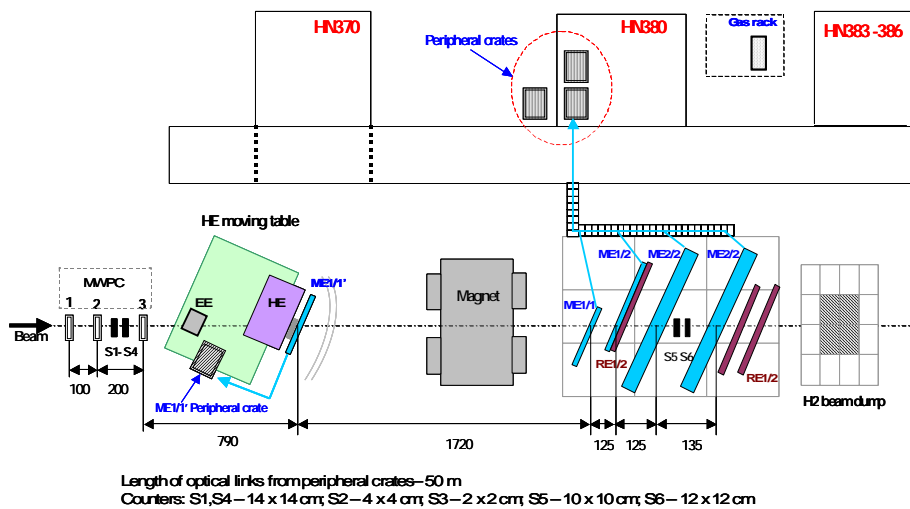 HN370
HN380
Gas rack
HN383 -386
Peripheral crates
HE moving table
MWPC
1
2
3
Beam
S1- S4
EE
HE
ME1/1'
ME1/1' Peripheral crate
Magnet
ME1/1
ME1/2
ME2/2
ME2/2
RE1/2
S5 S6
RE1/2
H2 beam dump
100
200
790
1720
125
125
135
Length of optical links from peripheral crates – 50 m
Counters: S1,S4 – 14 x 14 cm; S2 – 4 x 4 cm; S3 – 2 x 2 cm; S5 – 10 x 10 cm; S6 – 12 x 12 cm